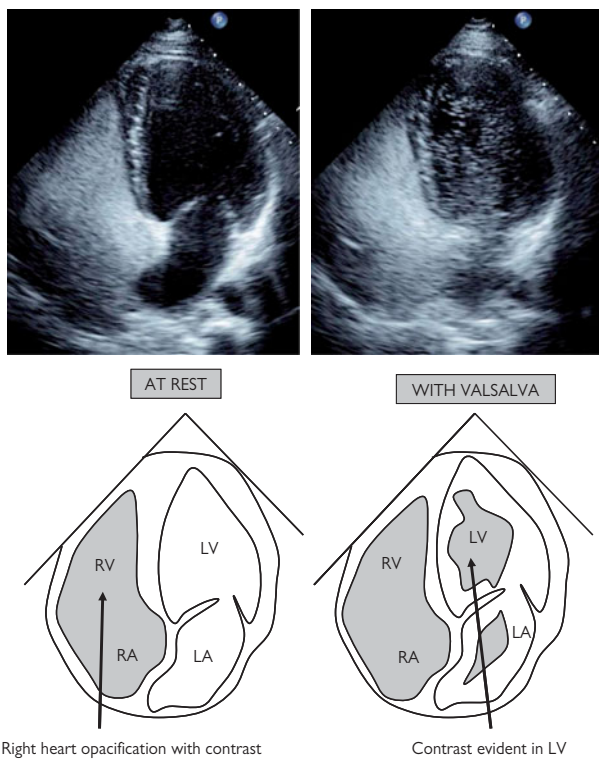 P
P
AT REST
WITH VALSALVA
RV
LV
RA
LA
RV
LV
RA
LA
Right heart opacification with contrast
Contrast evident in LV